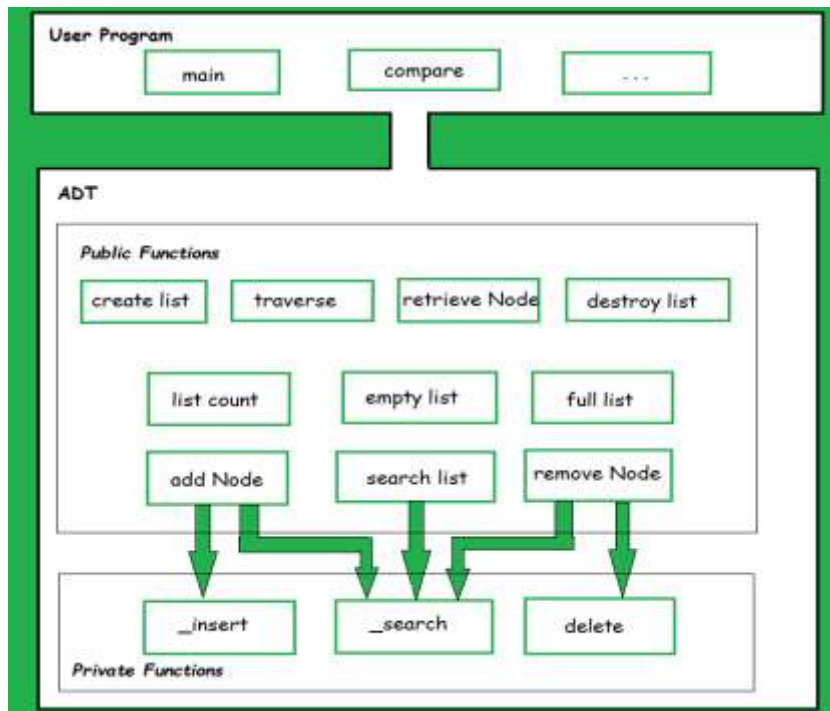 User Program
main
compare
...
ADT
Public Functions
create list
traverse
retrieve Node
destroy list
list count
empty list
full list
add Node
search list
remove Node
_insert
_search
delete
Private Functions